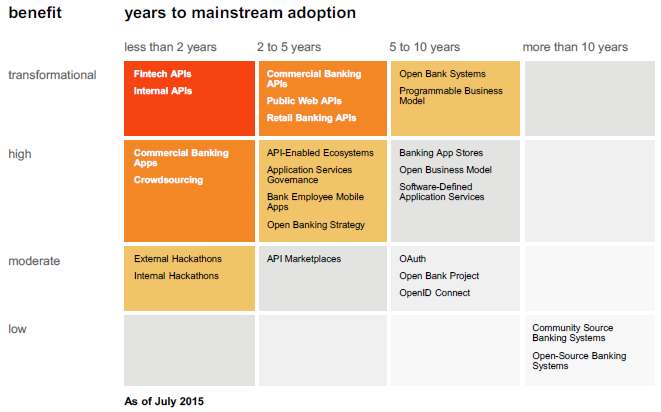 benefit
years to mainstream adoption
less than 2 years
2 to 5 years
5 to 10 years
more than 10 years
transformational
Fintech APIs
Internal APIs
Commercial Banking
APIs
Public Web APIs
Retail Banking APIs
Open Bank Systems
Programmable Business
Model
high
Commercial Banking
Apps
Crowdsourcing
API-Enabled Ecosystems
Application Services
Governance
Bank Employee Mobile
Apps
Open Banking Strategy
Banking App Stores
Open Business Model
Software-Defined
Application Services
moderate
External Hackathons
Internal Hackathons
API Marketplaces
OAuth
Open Bank Project
OpenID Connect
low
Community Source
Banking Systems
Open-Source Banking
Systems
As of July 2015